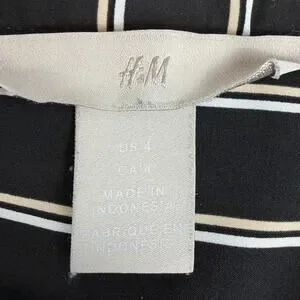 H&M
US 4
CA 4
MADE IN
INDONESIA
FABRIQUE EN
INDONESIE